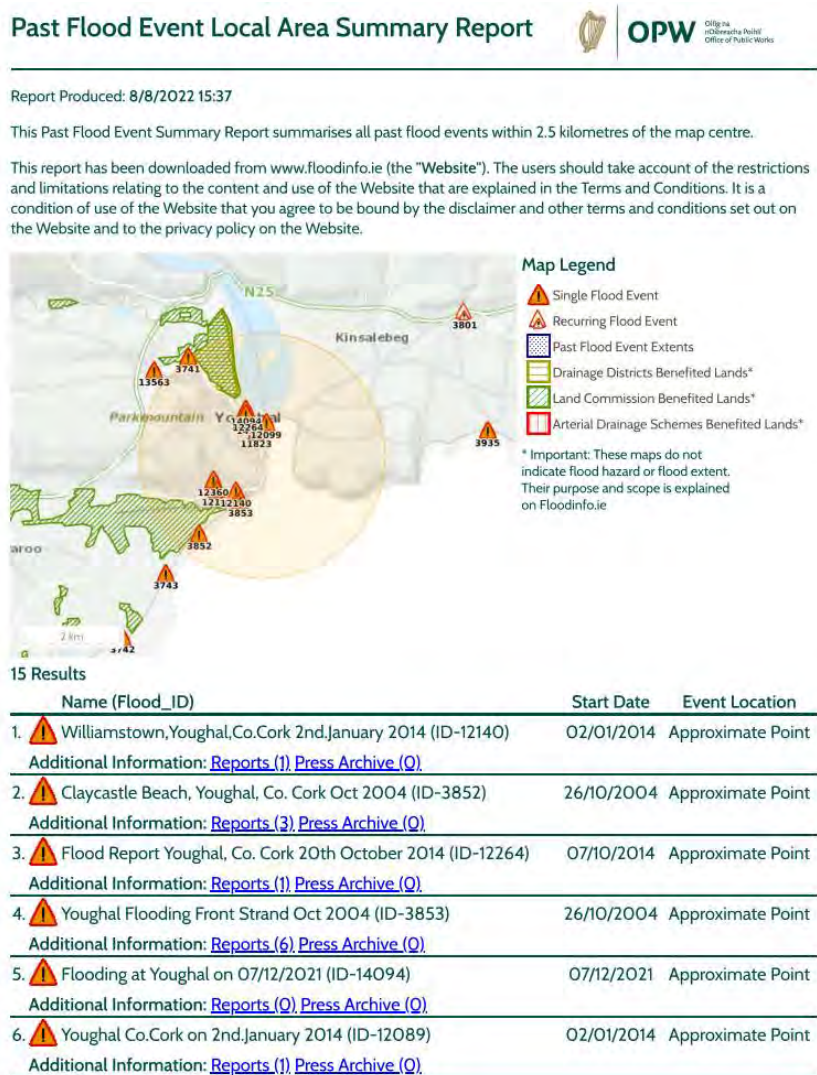 Past Flood Event Local Area Summary Report
OPW
Oifig na
nOibreacha Poiblí
Office of Public Works
Report Produced: 8/8/2022 15:37
This Past Flood Event Summary Report summarises all past flood events within 2.5 kilometres of the map centre.
This report has been downloaded from www.floodinfo.ie (the "Website"). The users should take account of the restrictions
and limitations relating to the content and use of the Website that are explained in the Terms and Conditions. It is a
condition of use of the Website that you agree to be bound by the disclaimer and other terms and conditions set out on
the Website and to the privacy policy on the Website.
N25
Kinsalebeg
3801
3741
13563
Parkmountain
12264
12099
11823
3935
12360
12140
3853
3852
aroo
3743
2 km
3742
Map Legend
Single Flood Event
Recurring Flood Event
Past Flood Event Extents
Drainage Districts Benefited Lands*
Land Commission Benefited Lands*
Arterial Drainage Schemes Benefited Lands*
* Important: These maps do not
indicate flood hazard or flood extent.
Their purpose and scope is explained
on Floodinfo.ie
15 Results
Name (Flood_ID) Start Date Event Location
1. Williamstown,Youghal,Co.Cork 2nd.January 2014 (ID-12140) 02/01/2014 Approximate Point
Additional Information: Reports (1) Press Archive (0)
2. Claycastle Beach, Youghal, Co. Cork Oct 2004 (ID-3852) 26/10/2004 Approximate Point
Additional Information: Reports (3) Press Archive (0)
3. Flood Report Youghal, Co. Cork 20th October 2014 (ID-12264) 07/10/2014 Approximate Point
Additional Information: Reports (1) Press Archive (0)
4. Youghal Flooding Front Strand Oct 2004 (ID-3853) 26/10/2004 Approximate Point
Additional Information: Reports (6) Press Archive (0)
5. Flooding at Youghal on 07/12/2021 (ID-14094) 07/12/2021 Approximate Point
Additional Information: Reports (0) Press Archive (0)
6. Youghal Co.Cork on 2nd.January 2014 (ID-12089) 02/01/2014 Approximate Point
Additional Information: Reports (1) Press Archive (0)